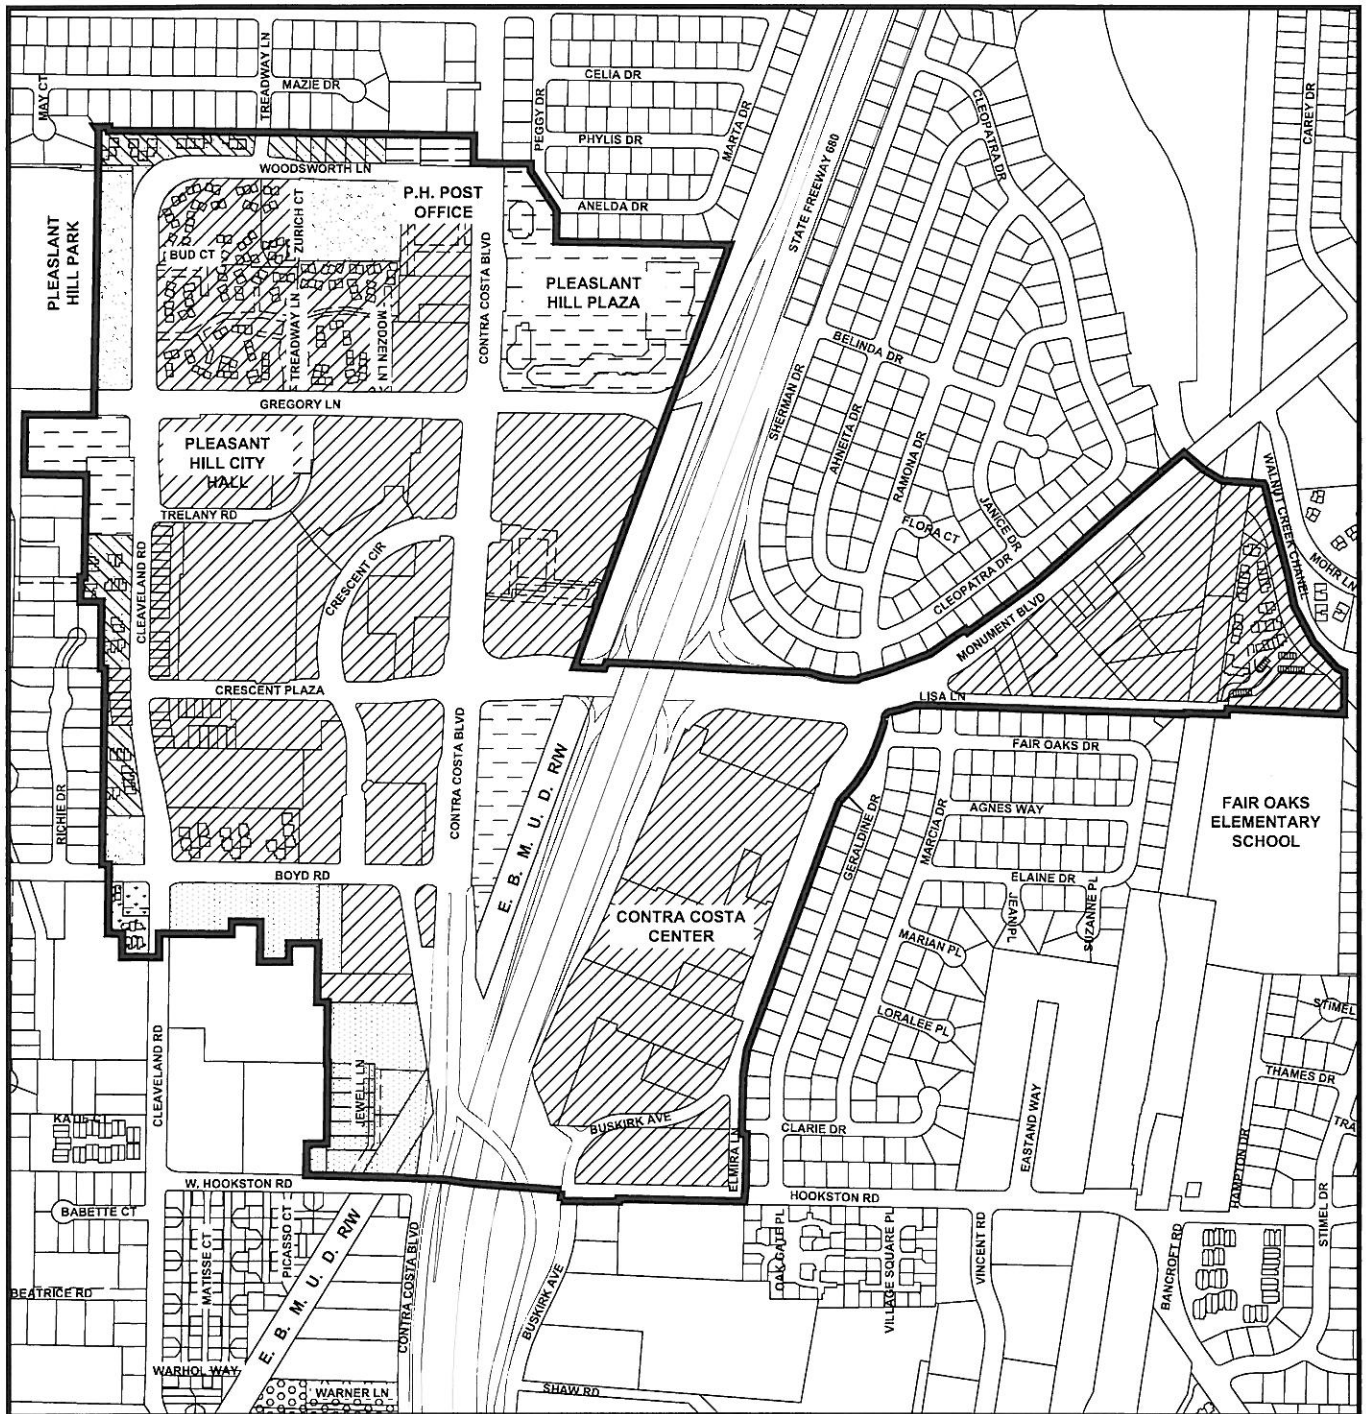 MAY CT
TREADWAY LN
MAZIE DR
PEGGY DR
CELIA DR
PHYLIS DR
MARTA DR
ANELDA DR
STATE FREEWAY 680
CLEOPATRA DR
CAREY DR
PLEASLANT
HILL PARK
WOODSWORTH LN
P.H. POST
OFFICE
ZURICH CT
BUD CT
TREADWAY LN
MODZEN LN
CONTRA COSTA BLVD
PLEASLANT
HILL PLAZA
GREGORY LN
BELINDA DR
SHERMAN DR
AHNEITA DR
RAMONA DR
JANICE DR
FLORA CT
CLEOPATRA DR
WALNUT CREEK CHANEL
MOHR LN
PLEASANT
HILL CITY
HALL
TRELANY RD
CLEAVELAND RD
CRESCENT CIR
MONUMENT BLVD
LISA LN
CRESCENT PLAZA
CONTRA COSTA BLVD
E. B. M. U. D. R/W
RICHIE DR
FAIR OAKS DR
AGNES WAY
GERALDINE DR
MARCIA DR
ELAINE DR
JEAN PL
SUZANNE PL
FAIR OAKS
ELEMENTARY
SCHOOL
BOYD RD
CONTRA COSTA
CENTER
MARIAN PL
LORALEE PL
STIMEL
THAMES DR
TRA
CLEAVELAND RD
JEWELL LN
BUSKIRK AVE
ELMIRA LN
CLARIE DR
EASTAND WAY
HAMPTON DR
STIMEL DR
W. HOOKSTON RD
HOOKSTON RD
BABETTE CT
MATISSE CT
PICASSO CT
E. B. M. U. D. R/W
CONTRA COSTA BLVD
BUSKIRK AVE
OAK GATE PL
VILLAGE SQUARE PL
VINCENT RD
BANCROFT RD
BEATRICE RD
WARHOL WAY
WARNER LN
SHAW RD